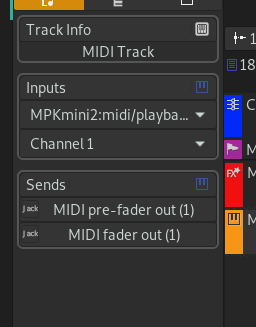 Track Info
MIDI Track
Inputs
MPKmini2:midi/playba...
Channel 1
Sends
Jack MIDI pre-fader out (1)
Jack MIDI fader out (1)
1
18
C
M
FX M
M